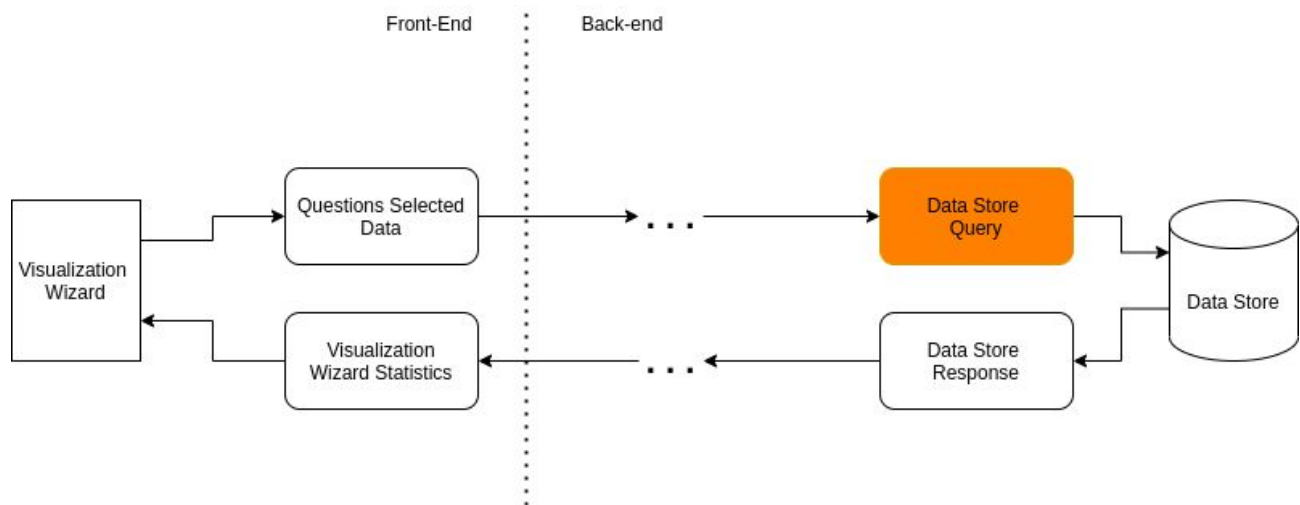 Front-End
Back-end
Questions Selected
Data
. . .
Data Store
Query
Visualization
Wizard
Data Store
Visualization
Wizard Statistics
. . .
Data Store
Response